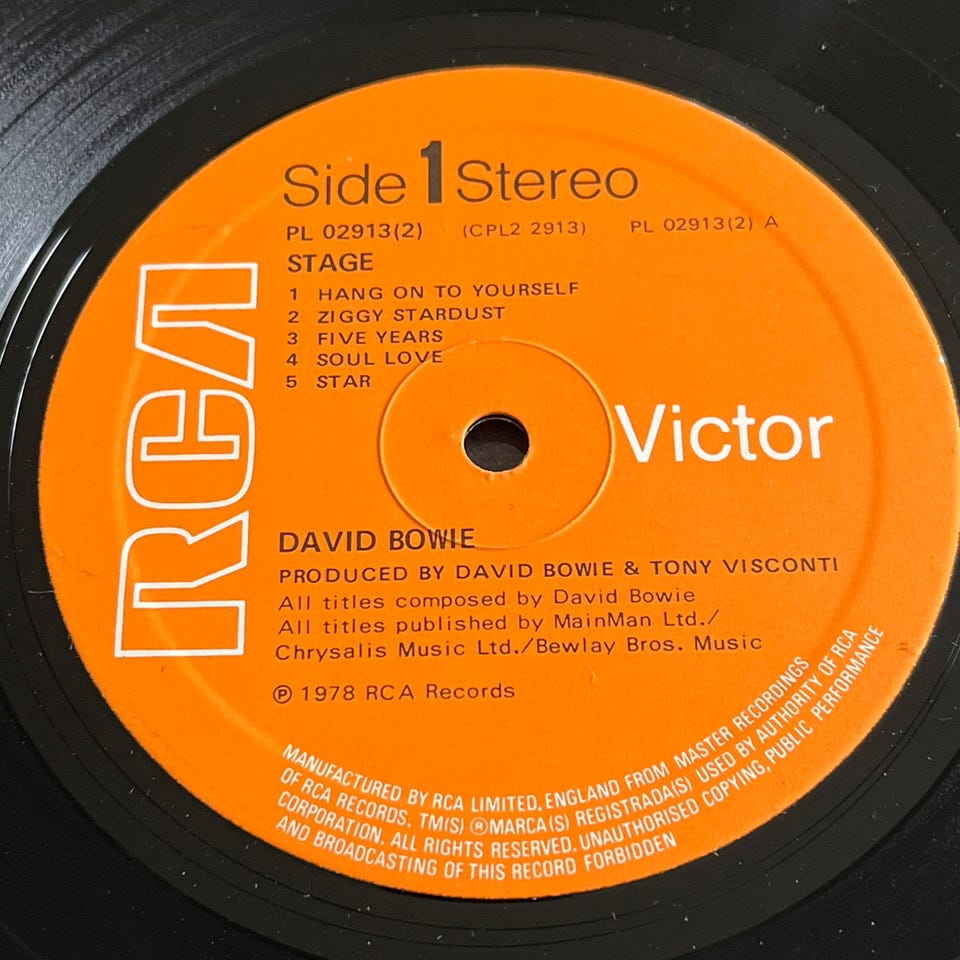 Side 1 Stereo
PL 02913(2) (CPL2 2913) PL 02913(2) A
STAGE
1 HANG ON TO YOURSELF
2 ZIGGY STARDUST
3 FIVE YEARS
4 SOUL LOVE
5 STAR
RCA
Victor
DAVID BOWIE
PRODUCED BY DAVID BOWIE & TONY VISCONTI
All titles composed by David Bowie
All titles published by MainMan Ltd./
Chrysalis Music Ltd./Bewlay Bros. Music
℗ 1978 RCA Records
MANUFACTURED BY RCA LIMITED, ENGLAND FROM MASTER RECORDINGS
OF RCA RECORDS. TM(S) ® MARCA(S) REGISTRADA(S) USED BY AUTHORITY OF RCA
CORPORATION. ALL RIGHTS RESERVED. UNAUTHORISED COPYING, PUBLIC PERFORMANCE
AND BROADCASTING OF THIS RECORD FORBIDDEN